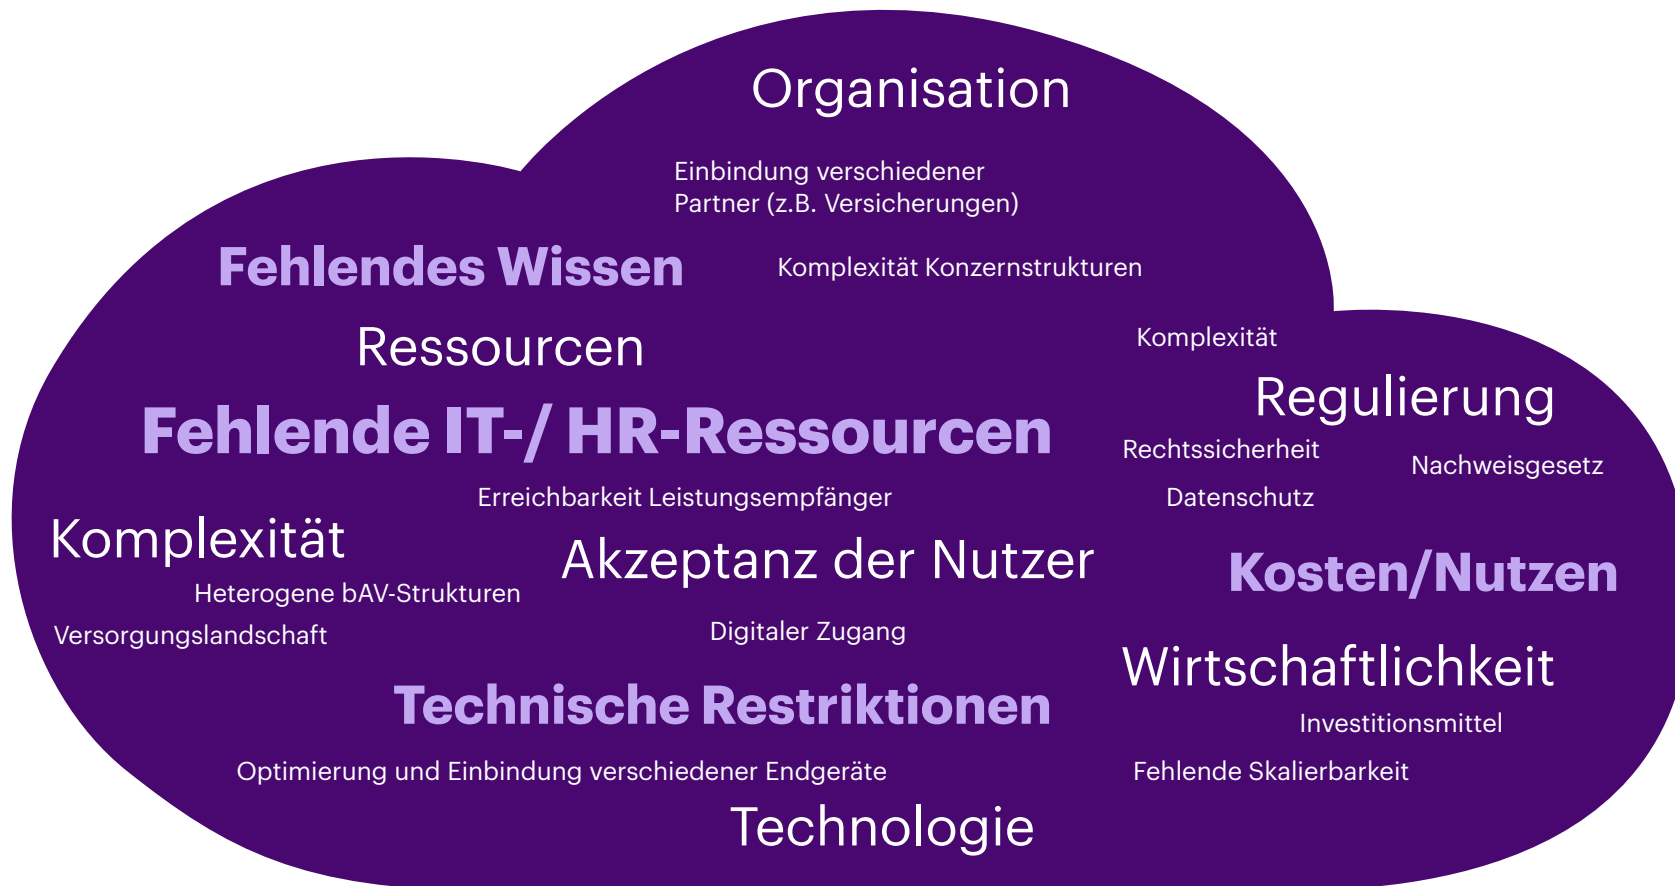 Organisation
Einbindung verschiedener
Partner (z.B. Versicherungen)
Fehlendes Wissen
Komplexität Konzernstrukturen
Ressourcen
Komplexität
Regulierung
Fehlende IT-/ HR-Ressourcen
Rechtssicherheit
Nachweisgesetz
Erreichbarkeit Leistungsempfänger
Datenschutz
Komplexität
Akzeptanz der Nutzer
Kosten/Nutzen
Heterogene bAV-Strukturen
Versorgungslandschaft
Digitaler Zugang
Wirtschaftlichkeit
Technische Restriktionen
Investitionsmittel
Optimierung und Einbindung verschiedener Endgeräte
Fehlende Skalierbarkeit
Technologie